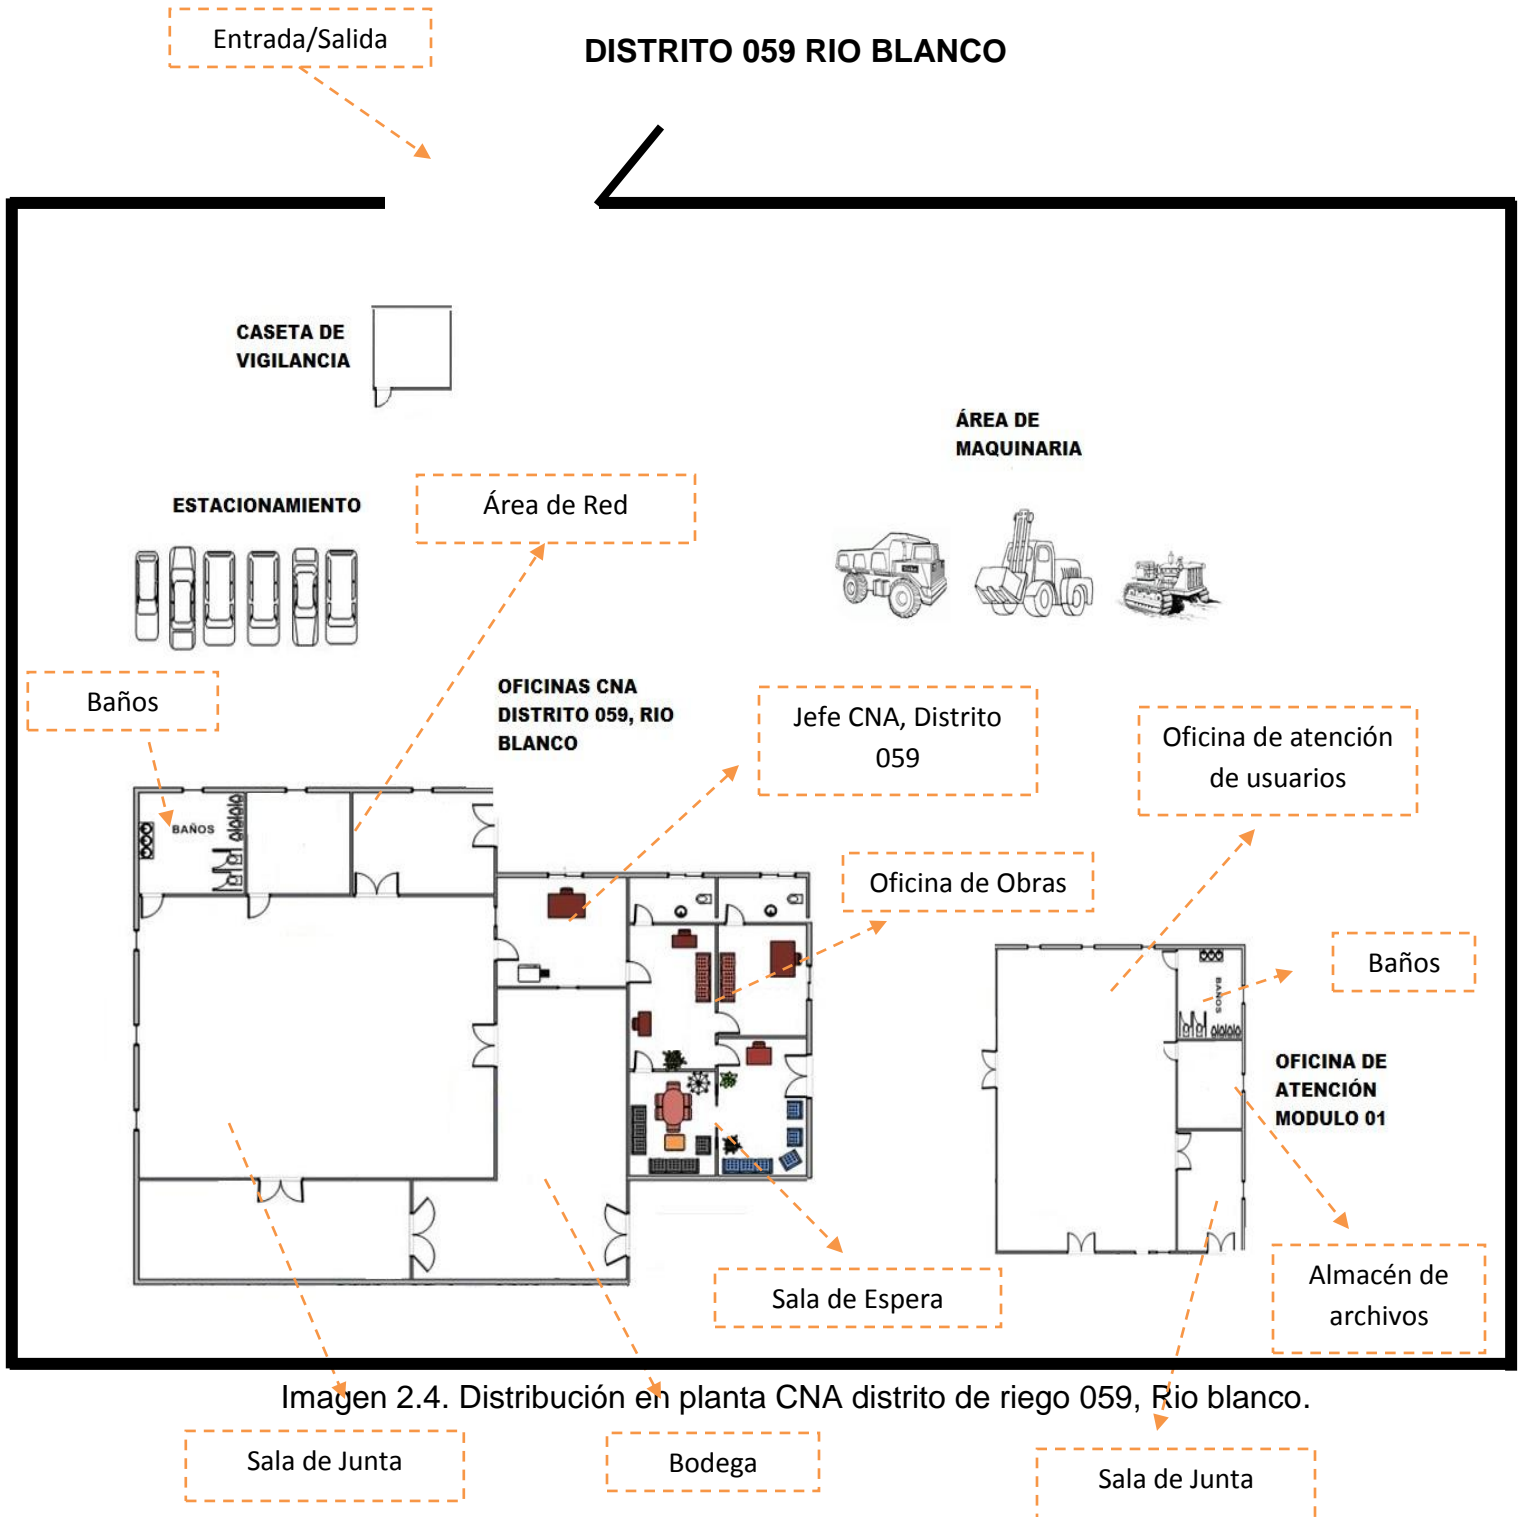 Entrada/Salida
DISTRITO 059 RIO BLANCO
CASETA DE
VIGILANCIA
ÁREA DE
MAQUINARIA
ESTACIONAMIENTO
Área de Red
Baños
OFICINAS CNA
DISTRITO 059, RIO
BLANCO
Jefe CNA, Distrito
059
Oficina de atención
de usuarios
BAÑOS
Oficina de Obras
Baños
BAÑOS
OFICINA DE
ATENCIÓN
MODULO 01
Sala de Espera
Almacén de
archivos
Imagen 2.4. Distribución en planta CNA distrito de riego 059, Rio blanco.
Sala de Junta
Bodega
Sala de Junta